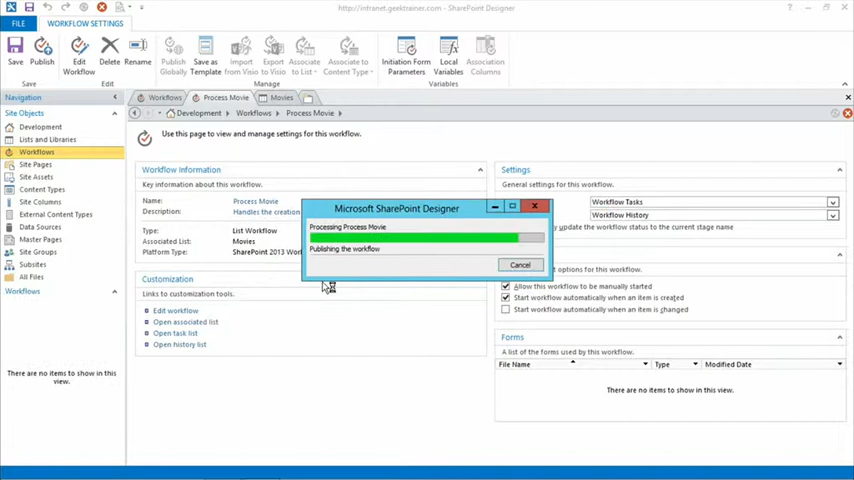 http://intranet.geektrainer.com/ - SharePoint Designer
FILE
WORKFLOW SETTINGS
Save
Publish
Edit Workflow
Delete
Rename
Publish Globally
Save as Template
Import from Visio
Export to Visio
Associate to List
Associate to Content Type
Initiation Form Parameters
Local Variables
Association Columns
Save
Edit
Manage
Variables
Navigation
Workflows
Process Movie
Movies
Development
Workflows
Process Movie
Site Objects
Development
Lists and Libraries
Workflows
Site Pages
Site Assets
Content Types
Site Columns
External Content Types
Data Sources
Master Pages
Site Groups
Subsites
All Files
Workflows
There are no items to show in this view.
Use this page to view and manage settings for this workflow.
Workflow Information
Key information about this workflow.
Name: Process Movie
Description: Handles the creation
Type: List Workflow
Associated List: Movies
Platform Type: SharePoint 2013 Wor
Customization
Links to customization tools.
Edit workflow
Open associated list
Open task list
Open history list
Microsoft SharePoint Designer
Processing Process Movie
Publishing the workflow
Cancel
Settings
General settings for this workflow.
Workflow Tasks
Workflow History
update the workflow status to the current stage name
options for this workflow.
Allow this workflow to be manually started
Start workflow automatically when an item is created
Start workflow automatically when an item is changed
Forms
A list of the forms used by this workflow.
File Name
Type
Modified Date
There are no items to show in this view.